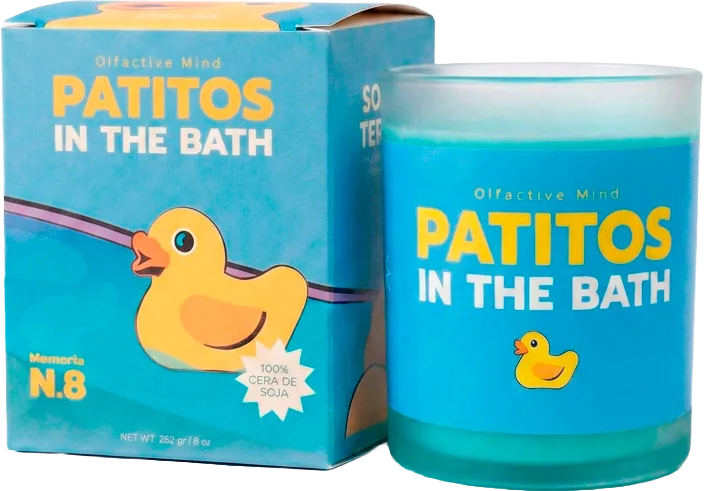 Olfactive Mind
PATITOS
IN THE BATH
Memoria
N.8
100%
CERA DE
SOJA
NET WT. 252 gr / 8 oz
SO
TER
Olfactive Mind
PATITOS
IN THE BATH